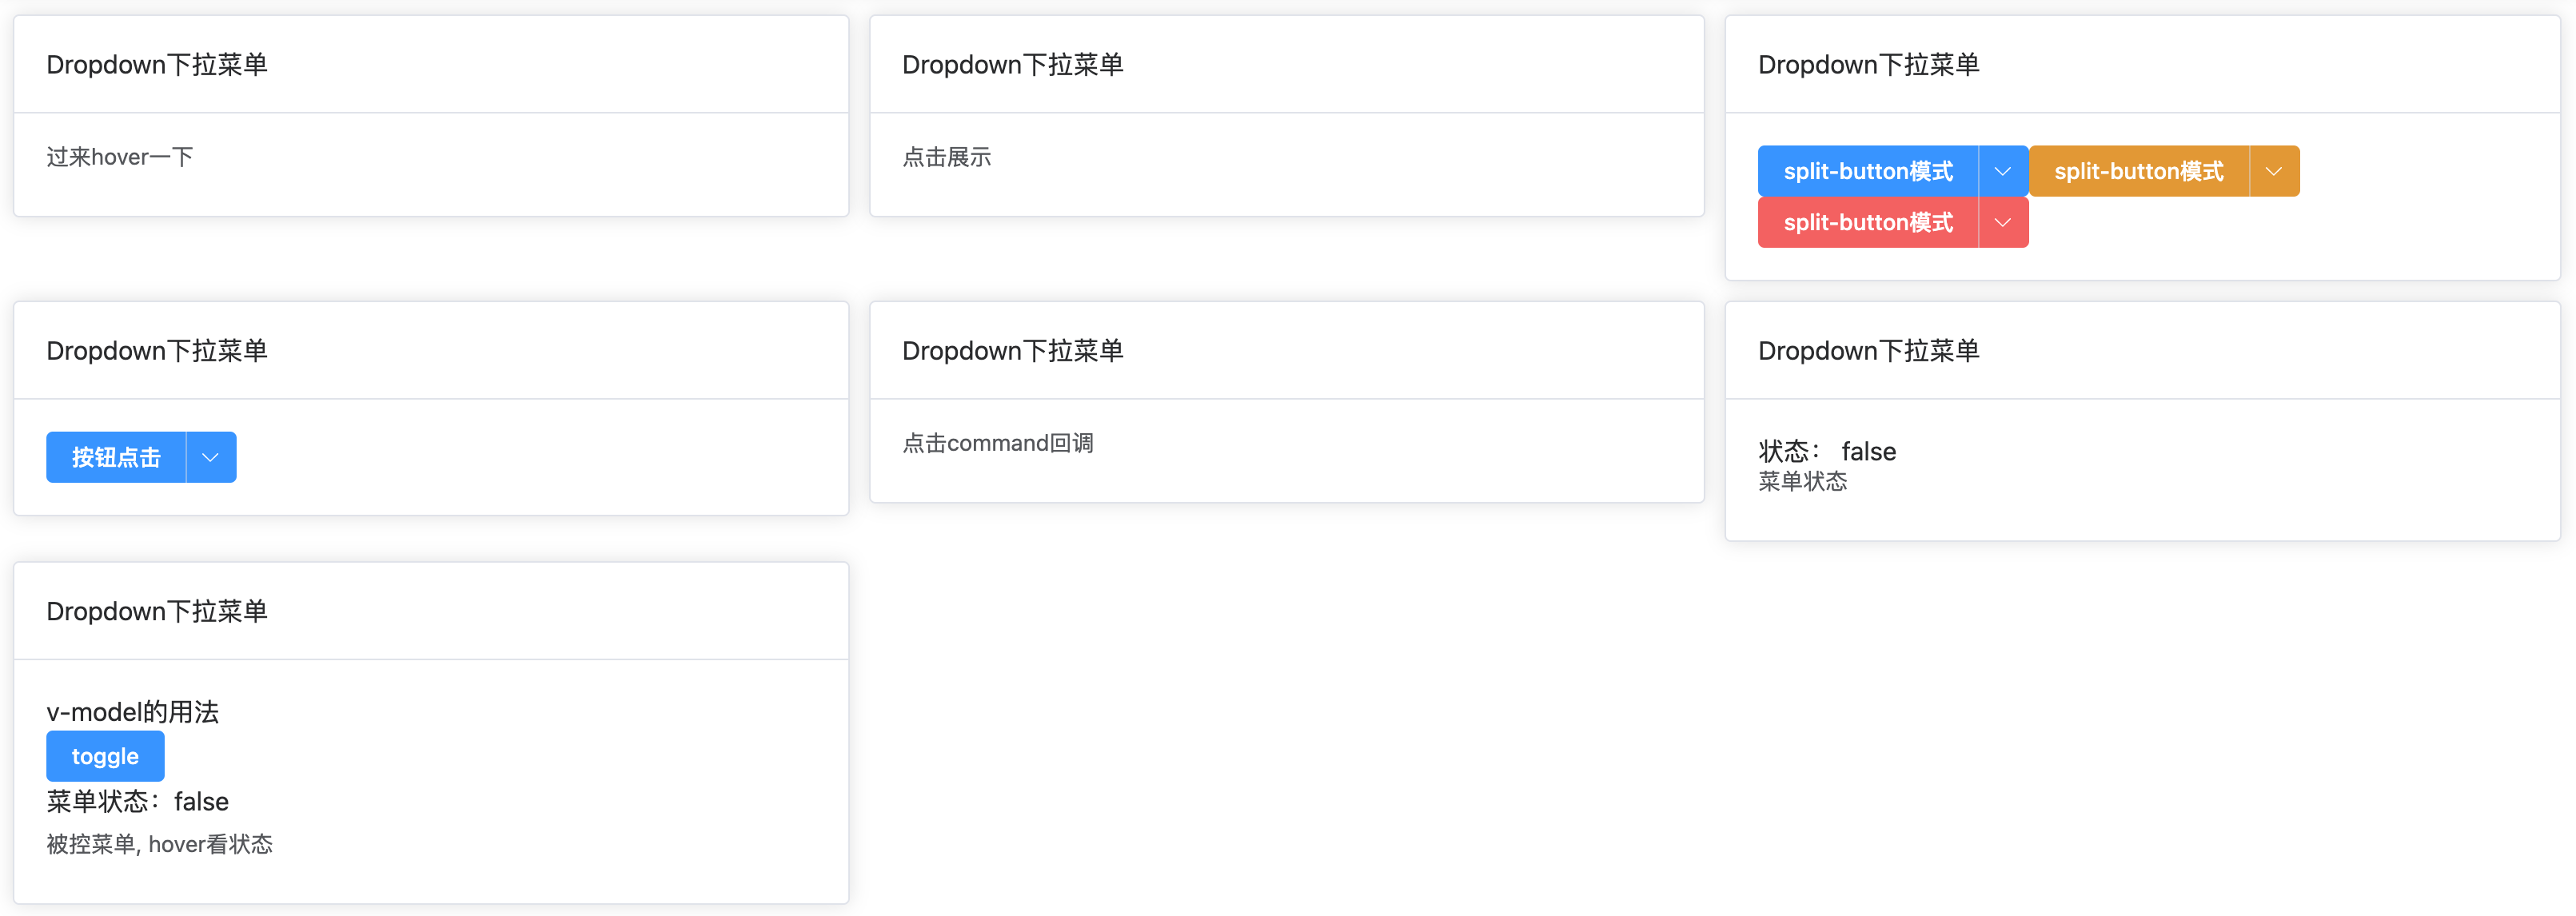 Dropdown下拉菜单
过来hover一下
Dropdown下拉菜单
点击展示
Dropdown下拉菜单
split-button模式
split-button模式
split-button模式
Dropdown下拉菜单
按钮点击
Dropdown下拉菜单
点击command回调
Dropdown下拉菜单
状态： false
菜单状态
Dropdown下拉菜单
v-model的用法
toggle
菜单状态：false
被控菜单, hover看状态